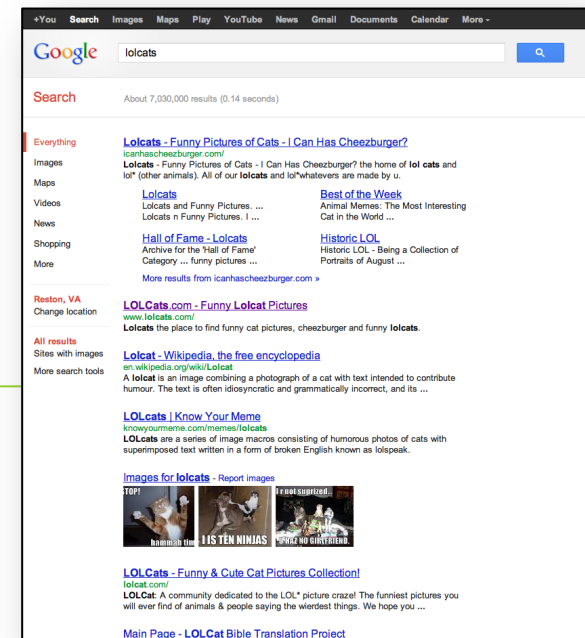 +You Search Images Maps Play YouTube News Gmail Documents Calendar More
Google
lolcats
Search
About 7,030,000 results (0.14 seconds)
Everything
Images
Maps
Videos
News
Shopping
More
Reston, VA
Change location
All results
Sites with images
More search tools
Lolcats - Funny Pictures of Cats - I Can Has Cheezburger?
icanhascheezburger.com/
Lolcats - Funny Pictures of Cats - I Can Has Cheezburger? the home of lol cats and
lol* (other animals). All of our lolcats and lol*whatevers are made by u.
Lolcats
Lolcats and Funny Pictures. ...
Lolcats n Funny Pictures. I ...
Best of the Week
Animal Memes: The Most Interesting
Cat in the World ...
Hall of Fame - Lolcats
Archive for the 'Hall of Fame'
Category ... funny pictures ...
Historic LOL
Historic LOL - Being a Collection of
Portraits of August ...
More results from icanhascheezburger.com »
LOLCats.com - Funny Lolcat Pictures
www.lolcats.com/
Lolcats the place to find funny cat pictures, cheezburger and funny lolcats.
Lolcat - Wikipedia, the free encyclopedia
en.wikipedia.org/wiki/Lolcat
A lolcat is an image combining a photograph of a cat with text intended to contribute
humour. The text is often idiosyncratic and grammatically incorrect, and its ...
LOLcats | Know Your Meme
knowyourmeme.com/memes/lolcats
LOLcats are a series of image macros consisting of humorous photos of cats with
superimposed text written in a form of broken English known as lolspeak.
Images for lolcats - Report images
STOP!
hammah tim
I IS TEN NINJAS
I r not suprized..
U HAZ NO GIRLFRIEND.
LOLCats - Funny & Cute Cat Pictures Collection!
lolcat.com/
LOLCat: A community dedicated to the LOL* picture craze! The funniest pictures you
will ever find of animals & people saying the wierdest things. We hope you ...
Main Page - LOLCat Bible Translation Project